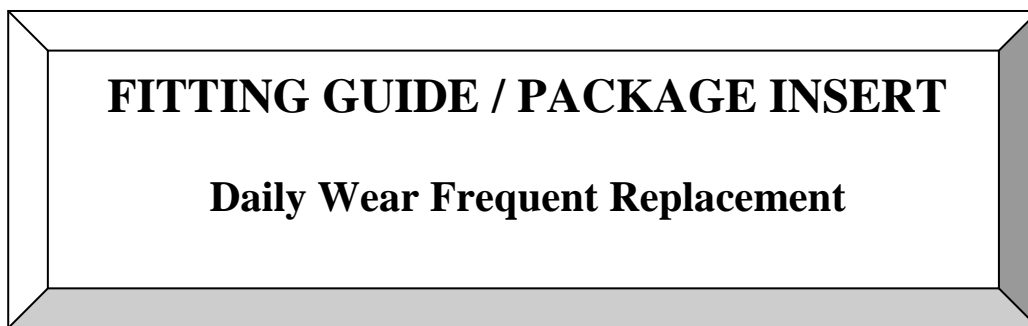 FITTING GUIDE / PACKAGE INSERT
Daily Wear Frequent Replacement